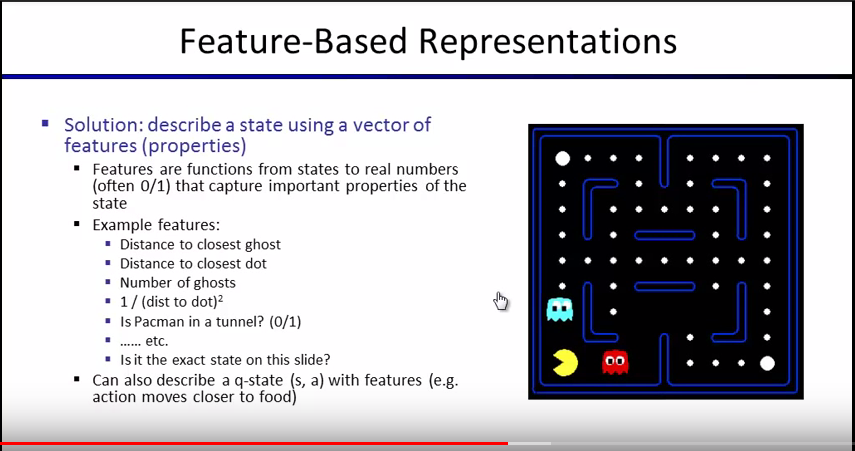 Feature-Based Representations
Solution: describe a state using a vector of
features (properties)
Features are functions from states to real numbers
(often 0/1) that capture important properties of the
state
Example features:
Distance to closest ghost
Distance to closest dot
Number of ghosts
1 / (dist to dot)²
Is Pacman in a tunnel? (0/1)
…… etc.
Is it the exact state on this slide?
Can also describe a q-state (s, a) with features (e.g.
action moves closer to food)